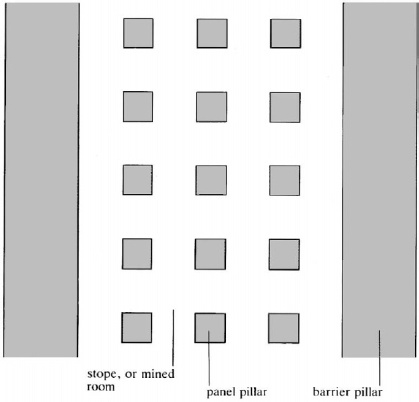 stope, or mined
room
panel pillar
barrier pillar